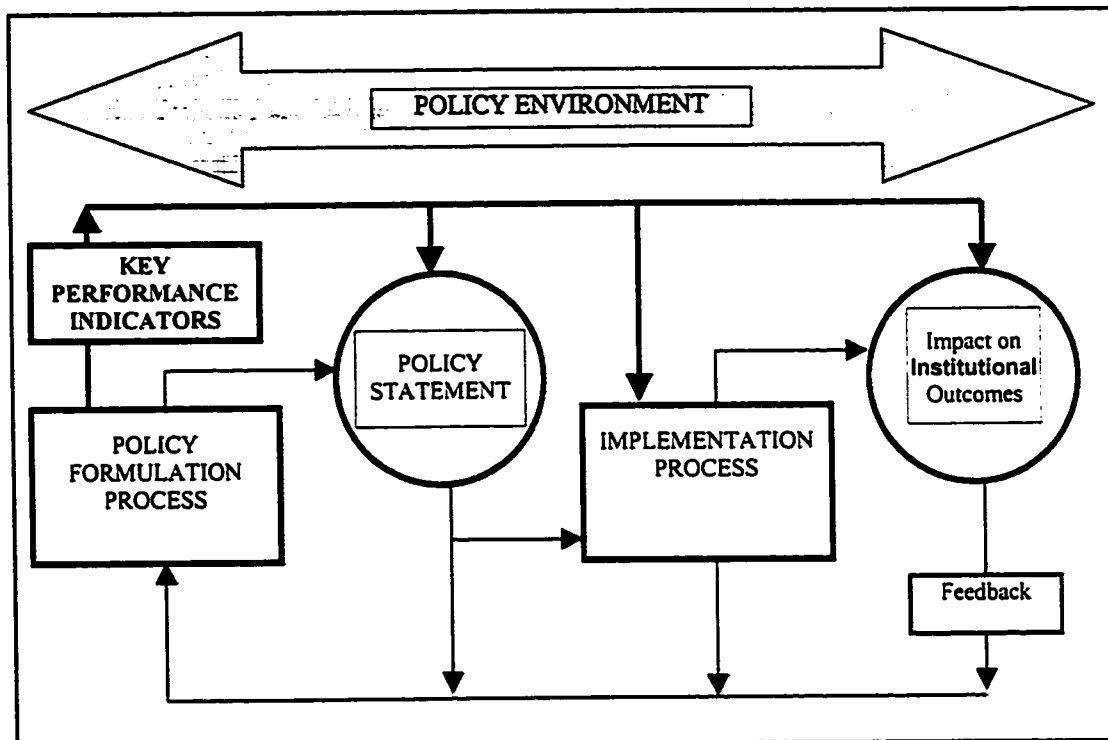 POLICY ENVIRONMENT
KEY
PERFORMANCE
INDICATORS
POLICY
FORMULATION
PROCESS
POLICY
STATEMENT
IMPLEMENTATION
PROCESS
Impact on
Institutional
Outcomes
Feedback